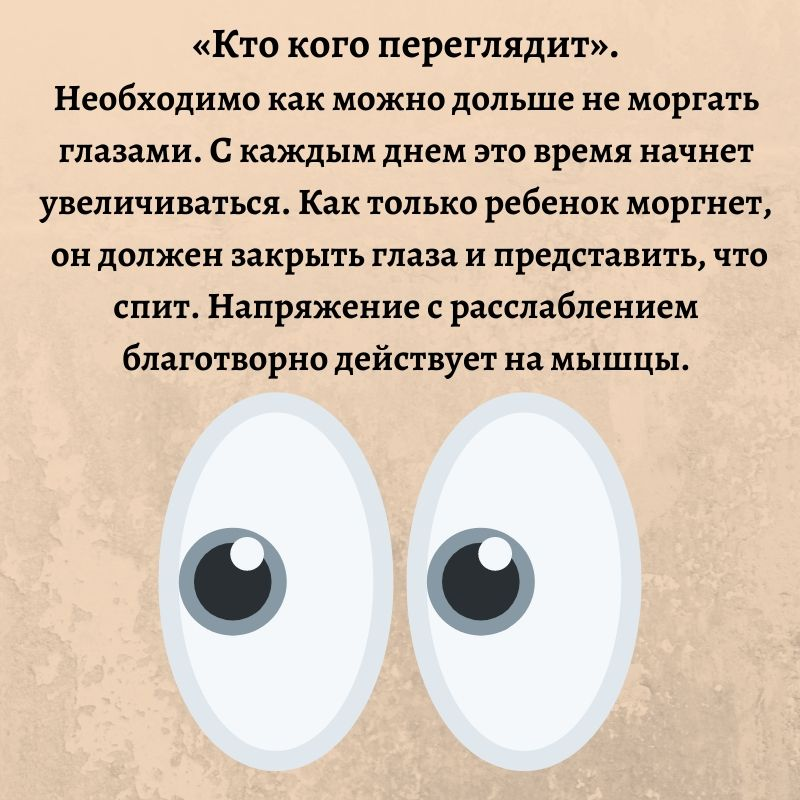 «Кто кого переглядит».
Необходимо как можно дольше не моргать
глазами. С каждым днем это время начнет
увеличиваться. Как только ребенок моргнет,
он должен закрыть глаза и представить, что
спит. Напряжение с расслаблением
благотворно действует на мышцы.